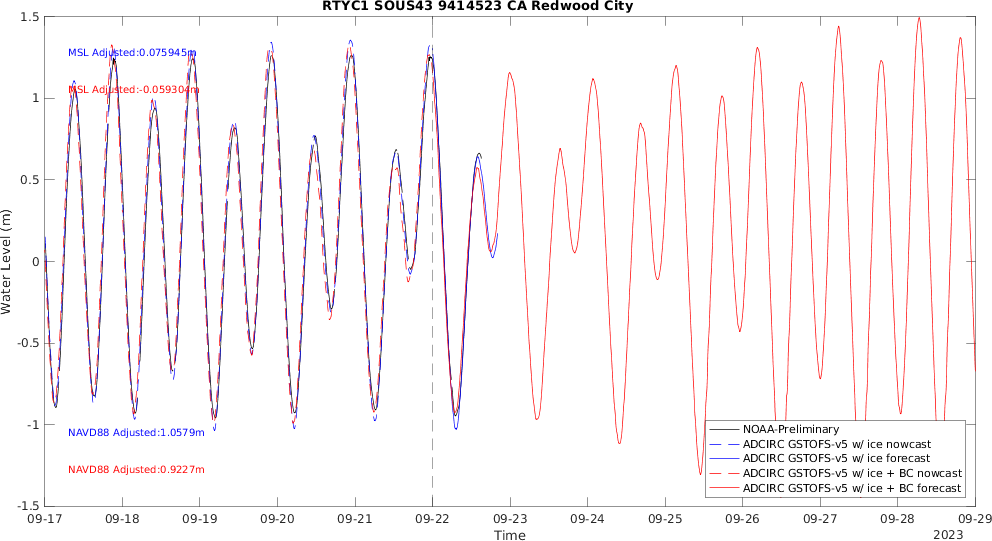 RTYC1 SOUS43 9414523 CA Redwood City
1.5
1
0.5
0
-0.5
-1
-1.5
Water Level (m)
MSL Adjusted:0.075945m
MSL Adjusted:-0.059304m
NAVD88 Adjusted:1.0579m
NAVD88 Adjusted:0.9227m
NOAA-Preliminary
ADCIRC GSTOFS-v5 w/ ice nowcast
ADCIRC GSTOFS-v5 w/ ice forecast
ADCIRC GSTOFS-v5 w/ ice + BC nowcast
ADCIRC GSTOFS-v5 w/ ice + BC forecast
09-17 09-18 09-19 09-20 09-21 09-22 09-23 09-24 09-25 09-26 09-27 09-28 09-29
Time
2023